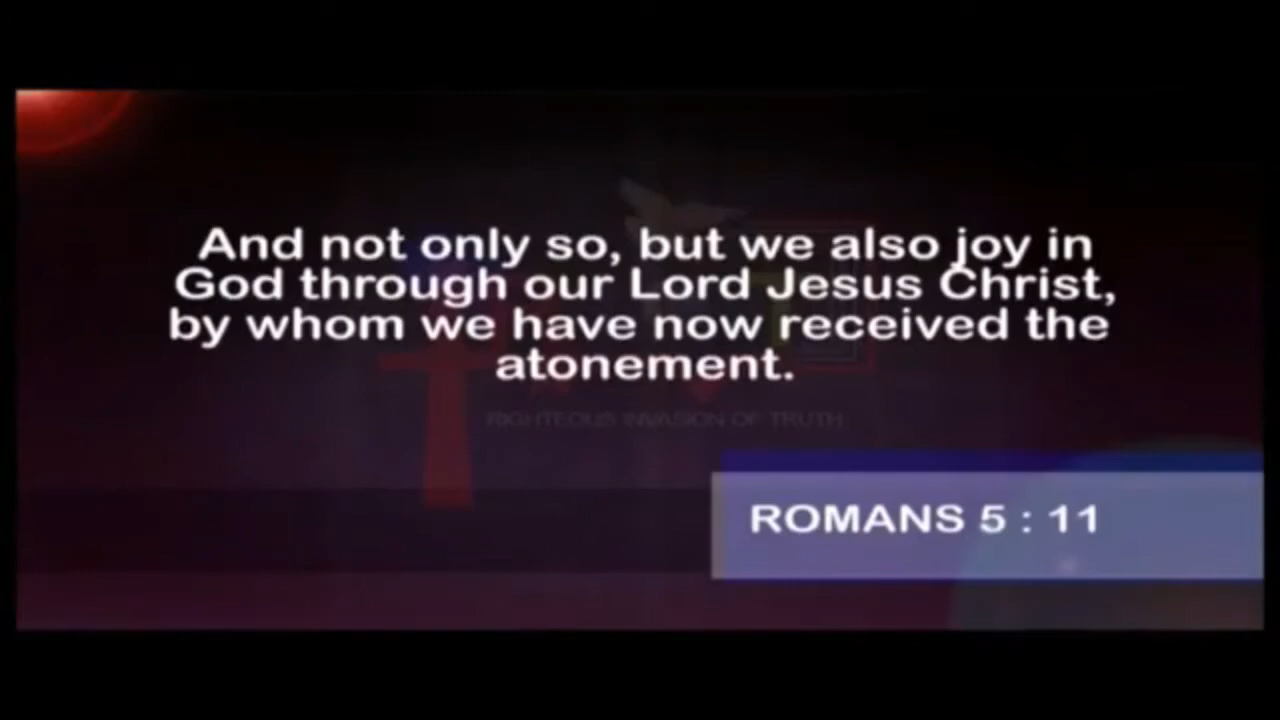 And not only so, but we also joy in
God through our Lord Jesus Christ,
by whom we have now received the
atonement.
RIGHTEOUS INVASION OF TRUTH
ROMANS 5 : 11